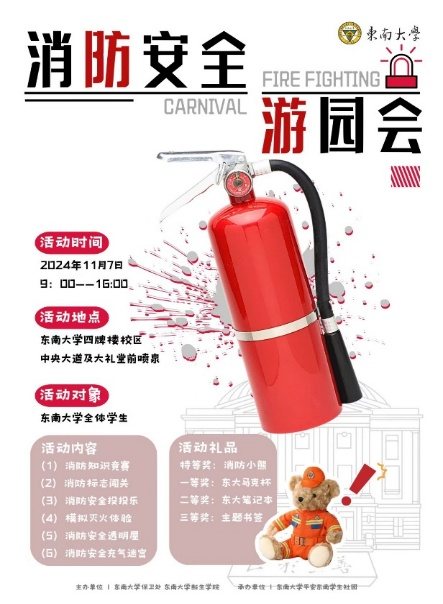 東南大學
消防安全
FIRE FIGHTING
CARNIVAL
游园会
活动时间
2024年11月7日
9：00——16:00
活动地点
东南大学四牌楼校区
中央大道及大礼堂前喷泉
活动对象
东南大学全体学生
活动内容
(1) 消防知识竞赛
(2) 消防标志闯关
(3) 消防安全投投乐
(4) 模拟灭火体验
(5) 消防安全透明屋
(6) 消防安全充气迷宫
活动礼品
特等奖：消防小熊
一等奖：东大马克杯
二等奖：东大笔记本
三等奖：主题书签
主办单位 | 东南大学保卫处 东南大学 生学院
承办单位 | 东南大学平安东南学生社团